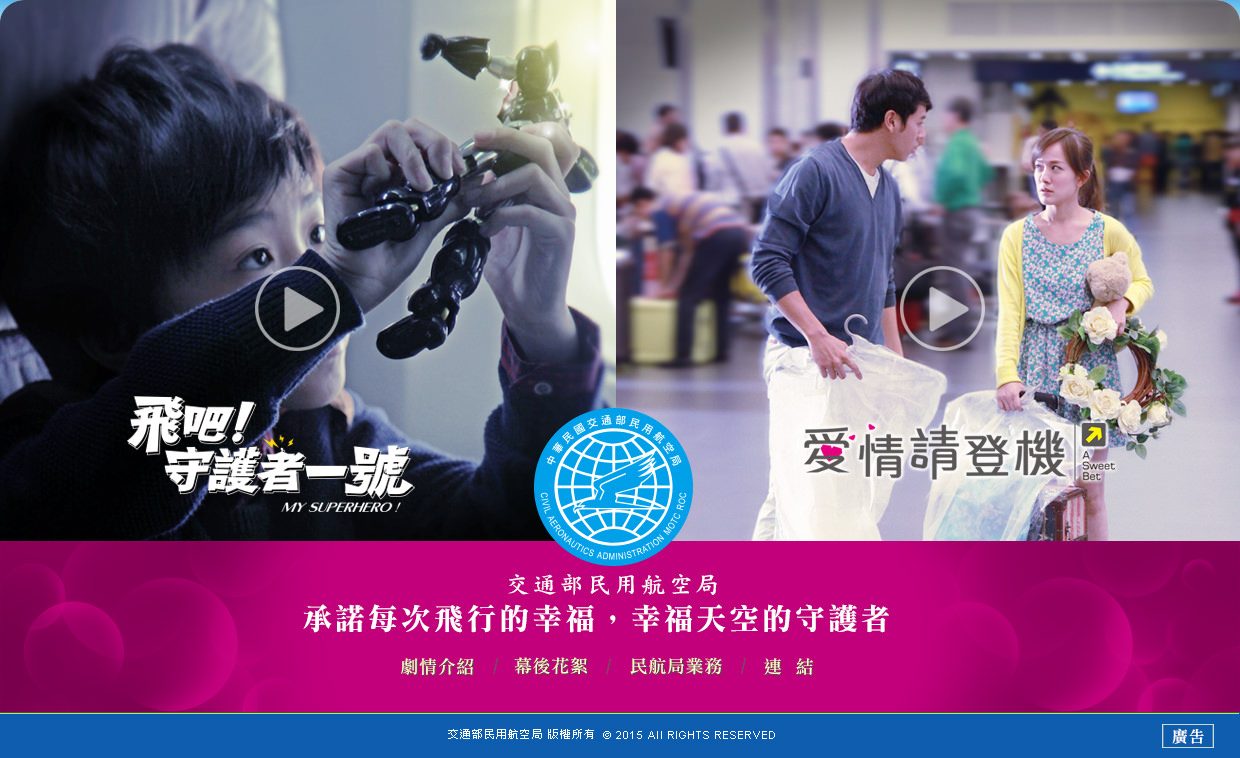 飛吧!
守護者一號
MY SUPERHERO !
愛情請登機
A
Sweet
Bet
中華民國交通部民用航空局
CIVIL AERONAUTICS ADMINISTRATION MOTC ROC
交通部民用航空局
承諾每次飛行的幸福，幸福天空的守護者
劇情介紹 / 幕後花絮 / 民航局業務 / 連 結
交通部民用航空局 版權所有 © 2015 All RIGHTS RESERVED
廣告